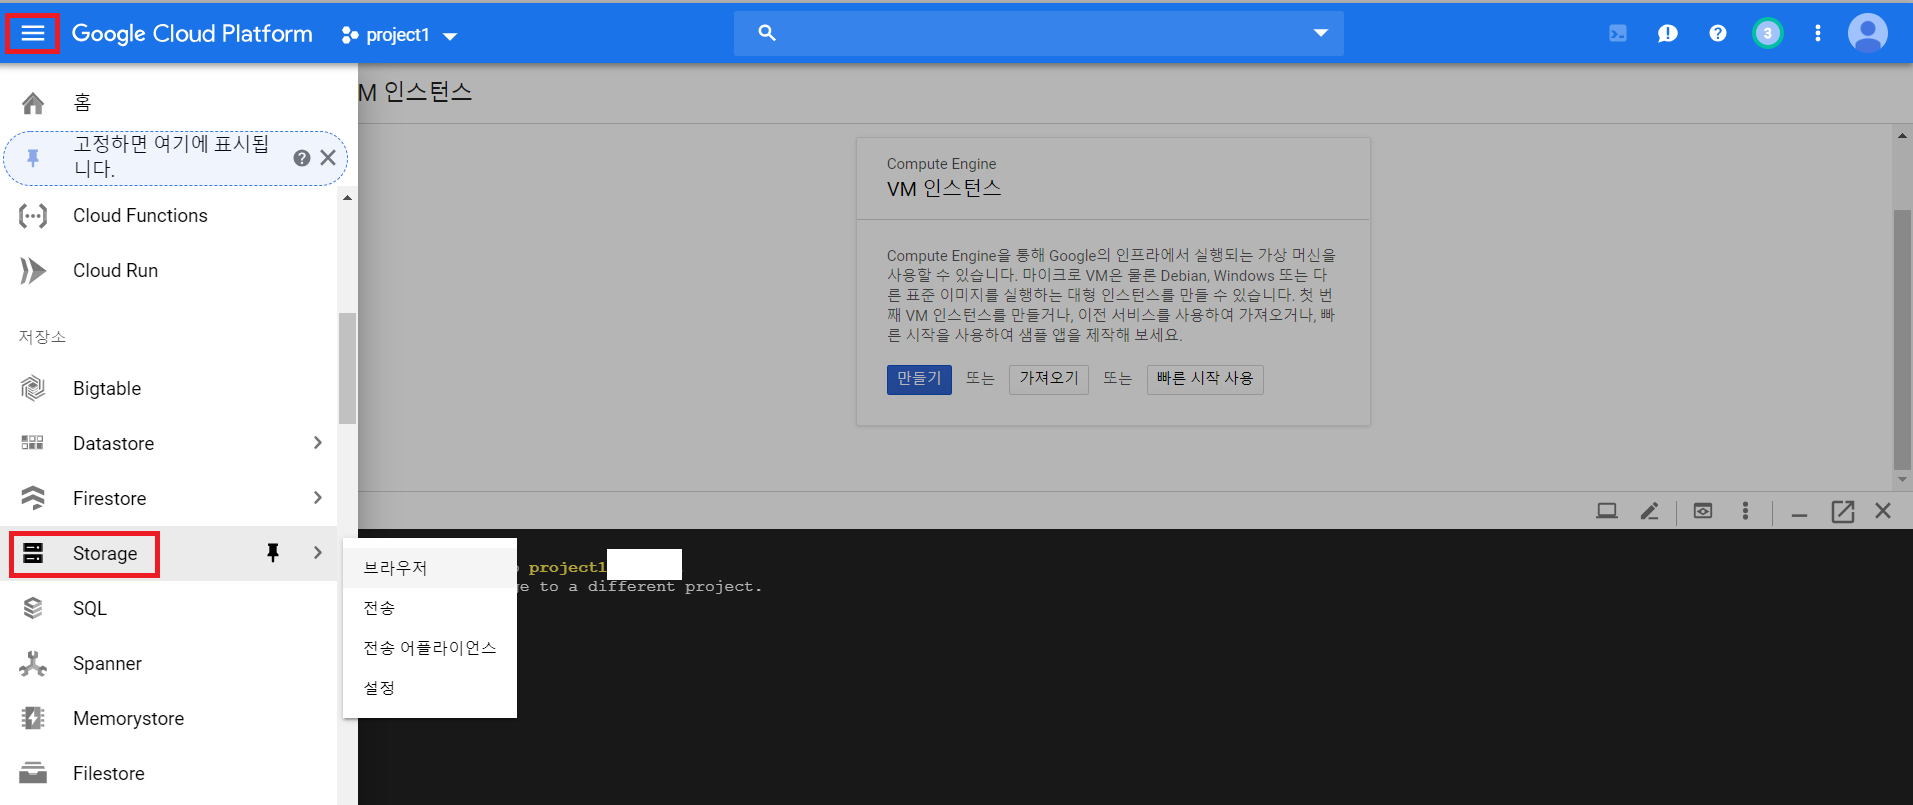 Google Cloud Platform
project1
3
홈
고정하면 여기에 표시됩
니다.
Cloud Functions
Cloud Run
저장소
Bigtable
Datastore
Firestore
Storage
SQL
Spanner
Memorystore
Filestore
브라우저
전송
전송 어플라이언스
설정
M 인스턴스
Compute Engine
VM 인스턴스
Compute Engine을 통해 Google의 인프라에서 실행되는 가상 머신을
사용할 수 있습니다. 마이크로 VM은 물론 Debian, Windows 또는 다
른 표준 이미지를 실행하는 대형 인스턴스를 만들 수 있습니다. 첫 번
째 VM 인스턴스를 만들거나, 이전 서비스를 사용하여 가져오거나, 빠
른 시작을 사용하여 샘플 앱을 제작해 보세요.
만들기 또는 가져오기 또는 빠른 시작 사용
project1
to a different project.